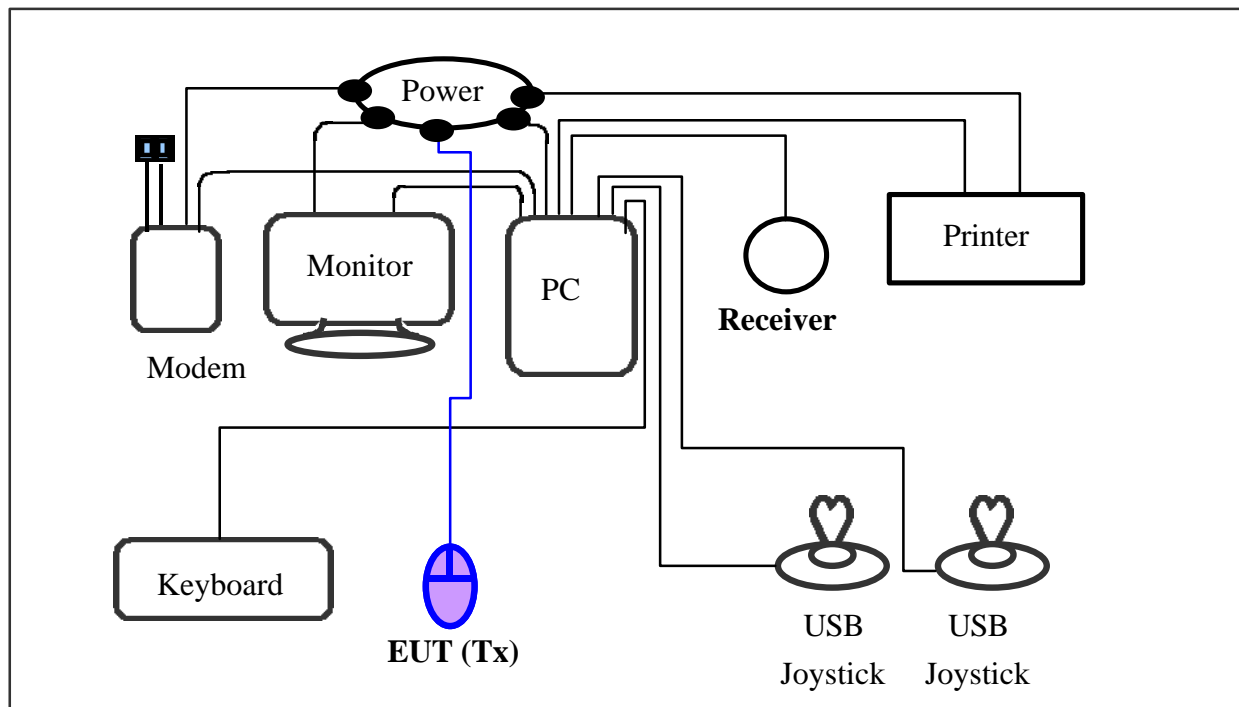 Power
Printer
Monitor
PC
Receiver
Modem
Keyboard
EUT (Tx)
USB
Joystick
USB
Joystick